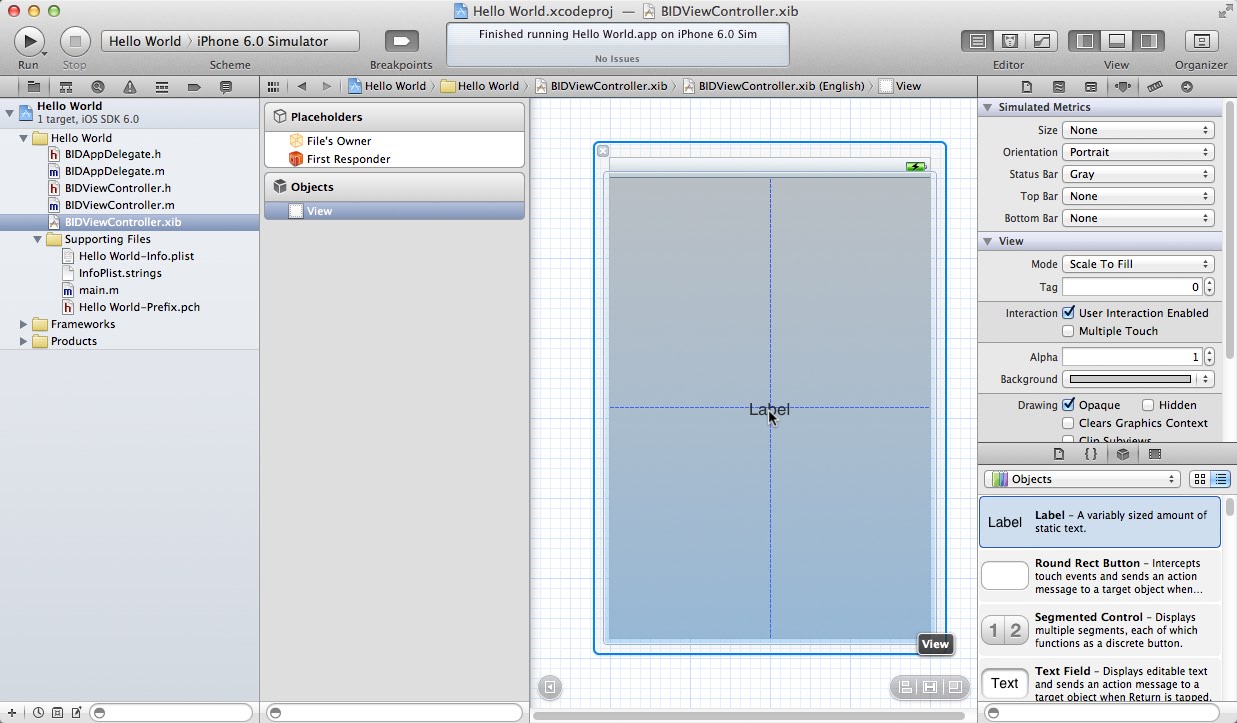 Hello World.xcodeproj — BIDViewController.xib
Run
Stop
Hello World 〉 iPhone 6.0 Simulator
Scheme
Breakpoints
Finished running Hello World.app on iPhone 6.0 Sim
No Issues
Editor
View
Organizer
Hello World 〉 Hello World 〉 BIDViewController.xib 〉 BIDViewController.xib (English) 〉 View
Hello World
1 target, iOS SDK 6.0
Hello World
BIDAppDelegate.h
BIDAppDelegate.m
BIDViewController.h
BIDViewController.m
BIDViewController.xib
Supporting Files
Hello World-Info.plist
InfoPlist.strings
main.m
Hello World-Prefix.pch
Frameworks
Products
Placeholders
File's Owner
First Responder
Objects
View
Label
View
Simulated Metrics
Size None
Orientation Portrait
Status Bar Gray
Top Bar None
Bottom Bar None
View
Mode Scale To Fill
Tag 0
Interaction User Interaction Enabled
Multiple Touch
Alpha 1
Background
Drawing Opaque Hidden
Clears Graphics Context
Clip Subviews
Objects
Label
Label – A variably sized amount of
static text.
Round Rect Button – Intercepts
touch events and sends an action
message to a target object when...
1 2
Segmented Control – Displays
multiple segments, each of which
functions as a discrete button.
Text
Text Field – Displays editable text
and sends an action message to a
target object when Return is tapped.